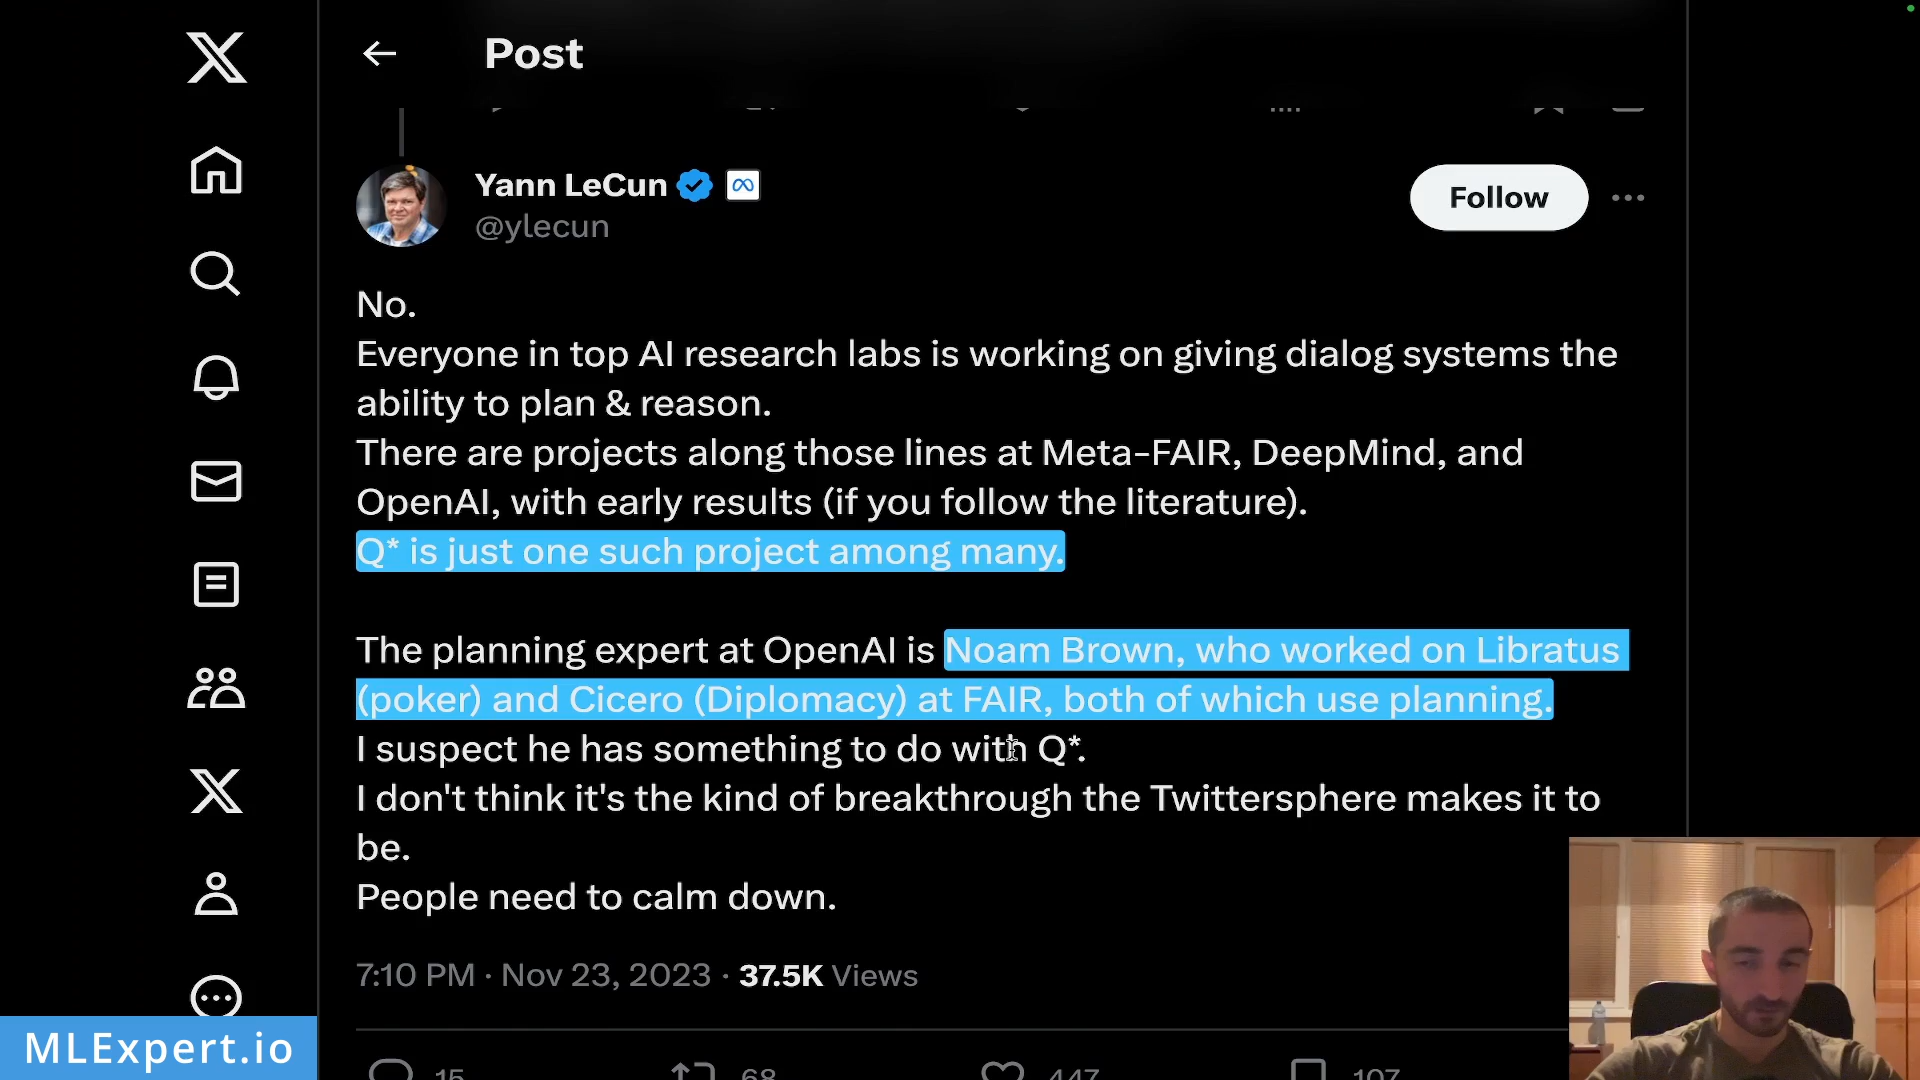 Post
Yann LeCun
@ylecun
Follow
No.
Everyone in top AI research labs is working on giving dialog systems the
ability to plan & reason.
There are projects along those lines at Meta-FAIR, DeepMind, and
OpenAI, with early results (if you follow the literature).
Q* is just one such project among many.
The planning expert at OpenAI is Noam Brown, who worked on Libratus
(poker) and Cicero (Diplomacy) at FAIR, both of which use planning.
I suspect he has something to do with Q*.
I don't think it's the kind of breakthrough the Twittersphere makes it to
be.
People need to calm down.
7:10 PM · Nov 23, 2023 · 37.5K Views
15 68 447 107
MLExpert.io